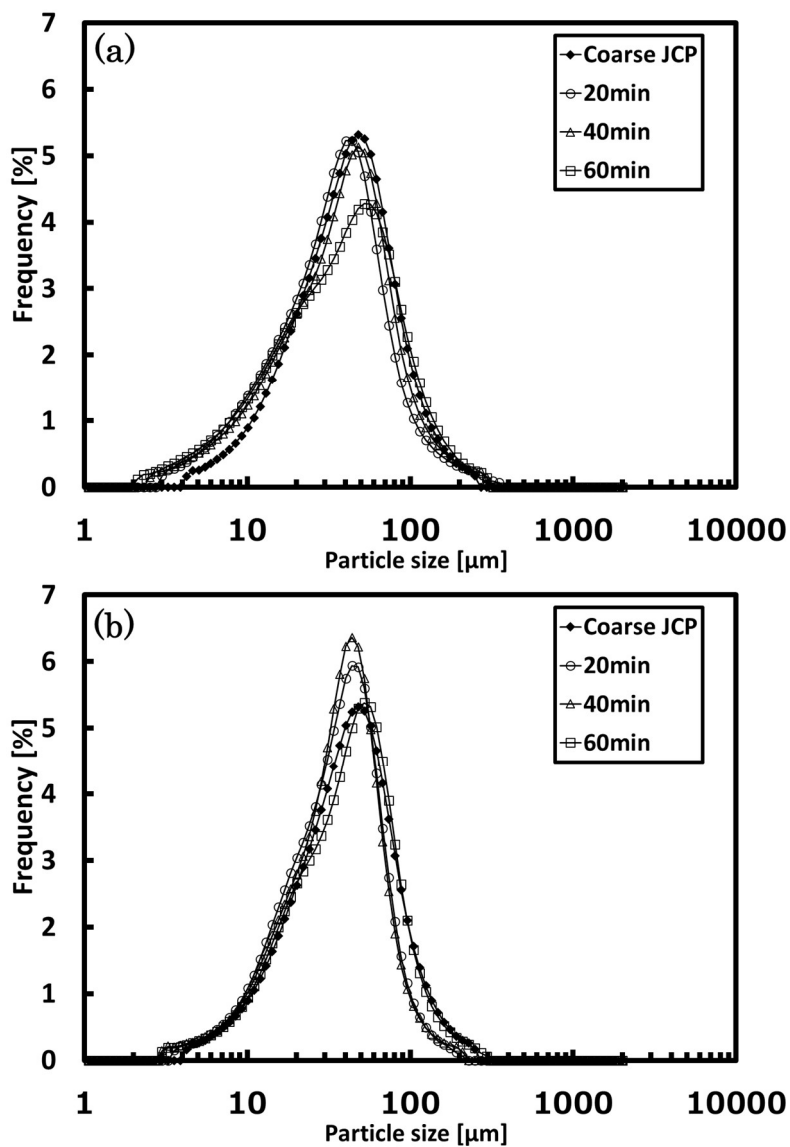 (a)
Frequency [%]
7
6
5
4
3
2
1
0
Coarse JCP
20min
40min
60min
1 10 100 1000 10000
Particle size [μm]
(b)
Frequency [%]
7
6
5
4
3
2
1
0
Coarse JCP
20min
40min
60min
1 10 100 1000 10000
Particle size [μm]